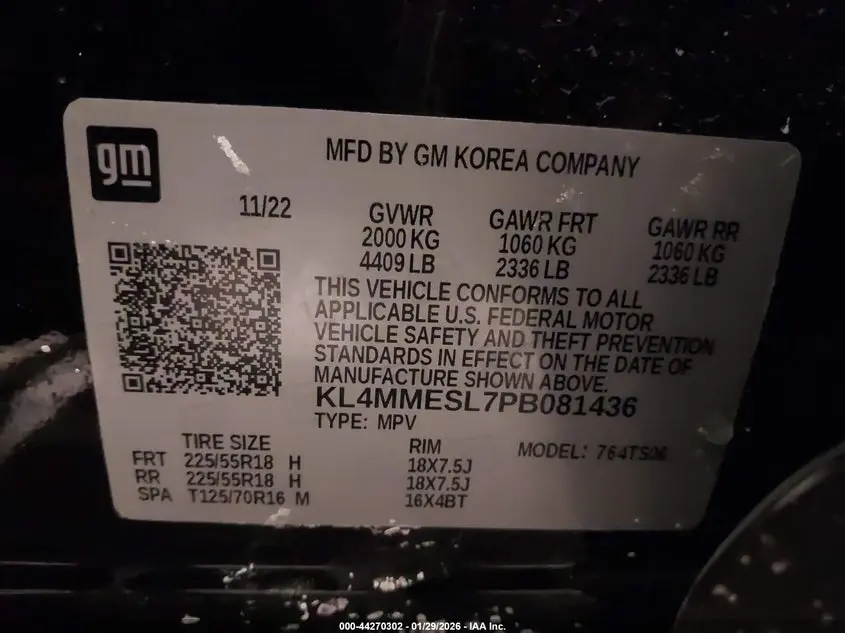 gm
MFD BY GM KOREA COMPANY
11/22
GVWR GAWR FRT GAWR RR
2000 KG 1060 KG 1060 KG
4409 LB 2336 LB 2336 LB
THIS VEHICLE CONFORMS TO ALL
APPLICABLE U.S. FEDERAL MOTOR
VEHICLE SAFETY AND THEFT PREVENTION
STANDARDS IN EFFECT ON THE DATE OF
MANUFACTURE SHOWN ABOVE.
KL4MMESL7PB081436
TYPE: MPV
TIRE SIZE RIM MODEL: 764TS06
FRT 225/55R18 H 18X7.5J
RR 225/55R18 H 18X7.5J
SPA T125/70R16 M 16X4BT
000-44270302 - 01/29/2026 - IAA Inc.